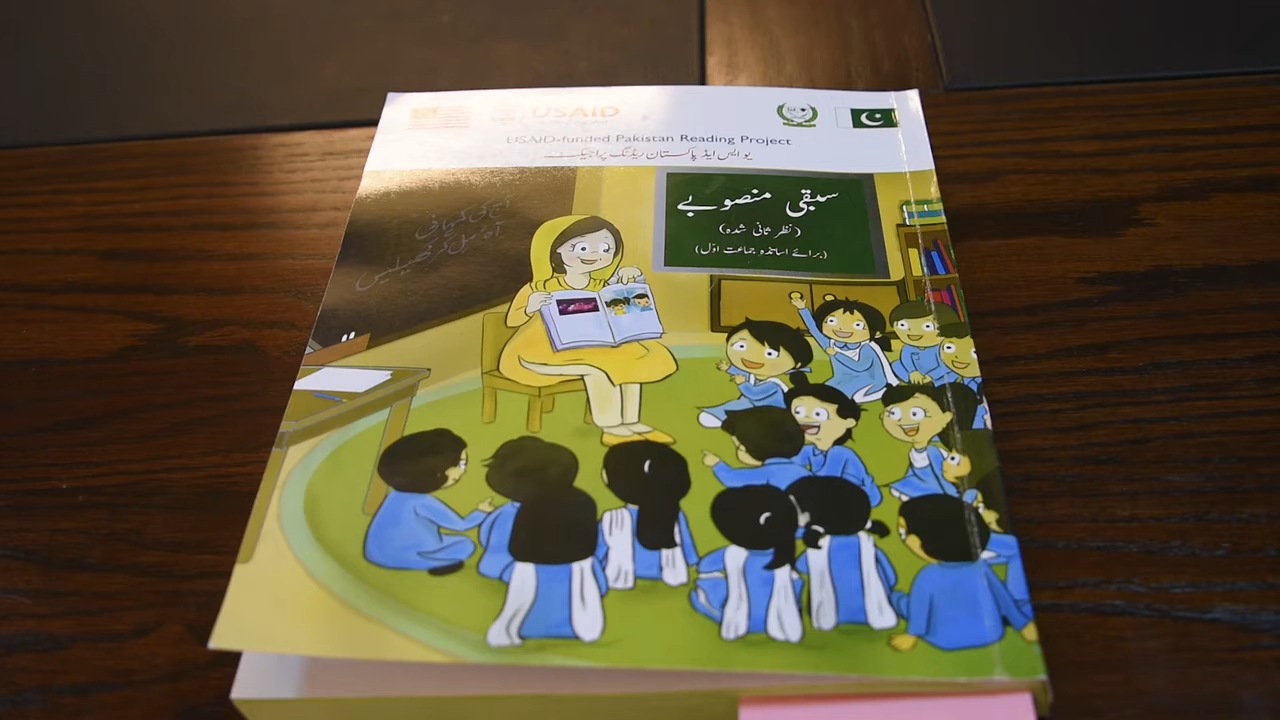 USAID
USAID-funded Pakistan Reading Project
یو ایس ایڈ پاکستان ریڈنگ پراجیکٹ
سبقی منصوبے
(نظر ثانی شدہ)
(برائے اساتذہ جماعت اوّل)